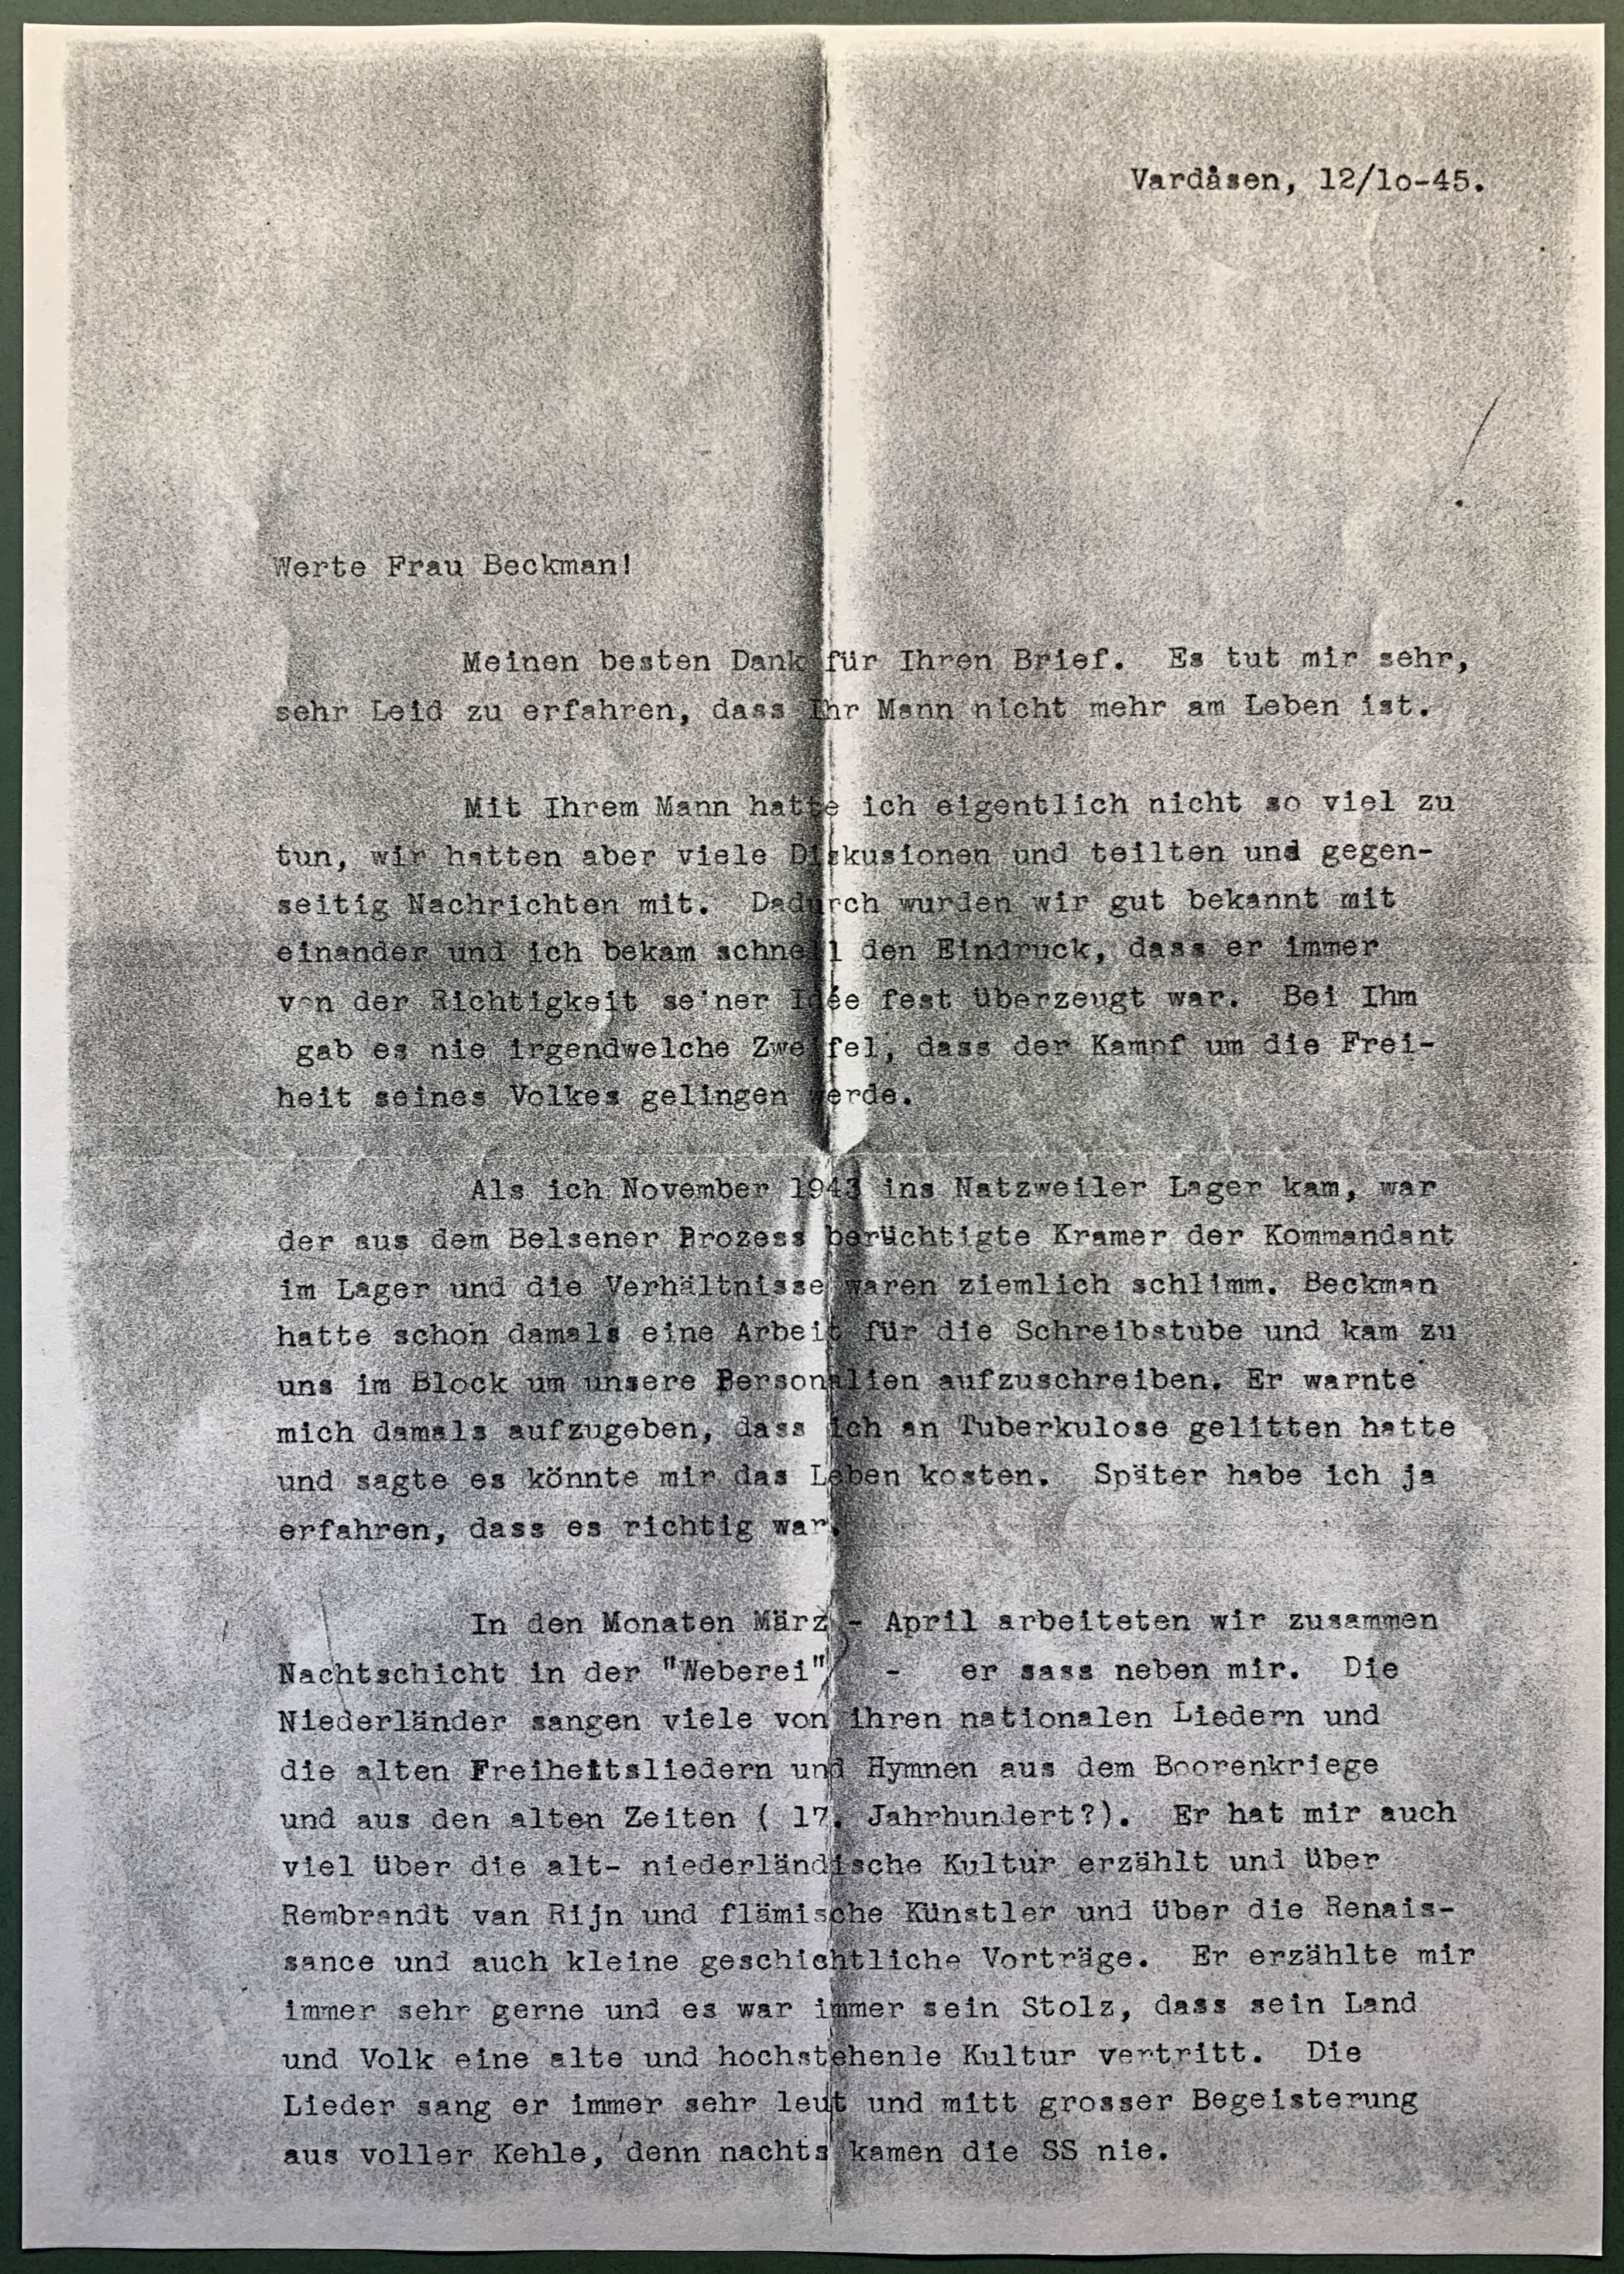 Vardåsen, 12/1o-45.
Werte Frau Beckman!
Meinen besten Dank für Ihren Brief. Es tut mir sehr,
sehr Leid zu erfahren, dass Ihr Mann nicht mehr am Leben ist.
Mit Ihrem Mann hatte ich eigentlich nicht so viel zu
tun, wir hatten aber viele Diskusionen und teilten und gegen-
seitig Nachrichten mit. Dadurch wurden wir gut bekannt mit
einander und ich bekam schnell den Eindruck, dass er immer
von der Richtigkeit seiner Idée fest überzeugt war. Bei Ihm
gab es nie irgendwelche Zweifel, dass der Kampf um die Frei-
heit seines Volkes gelingen werde.
Als ich November 1943 ins Natzweiler Lager kam, war
der aus dem Belsener Prozess berüchtigte Kramer der Kommandant
im Lager und die Verhältnisse waren ziemlich schlimm. Beckman
hatte schon damals eine Arbeit für die Schreibstube und kam zu
uns im Block um unsere Personalien aufzuschreiben. Er warnte
mich damals aufzugeben, dass ich an Tuberkulose gelitten hatte
und sagte es könnte mir das Leben kosten. Später habe ich ja
erfahren, dass es richtig war.
In den Monaten März - April arbeiteten wir zusammen
Nachtschicht in der "Weberei" - er sass neben mir. Die
Niederländer sangen viele von ihren nationalen Liedern und
die alten Freiheitsliedern und Hymnen aus dem Boorenkriege
und aus den alten Zeiten ( 17. Jahrhundert?). Er hat mir auch
viel über die alt- niederländische Kultur erzählt und über
Rembrandt van Rijn und flämische Künstler und über die Renais-
sance und auch kleine geschichtliche Vorträge. Er erzählte mir
immer sehr gerne und es war immer sein Stolz, dass sein Land
und Volk eine alte und hochstehende Kultur vertritt. Die
Lieder sang er immer sehr leut und mitt grosser Begeisterung
aus voller Kehle, denn nachts kamen die SS nie.